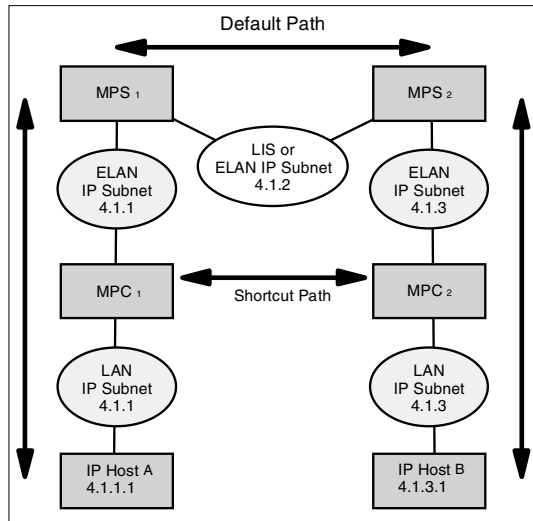 Default Path
MPS 1
MPS 2
LIS or
ELAN IP Subnet
4.1.2
ELAN
IP Subnet
4.1.1
ELAN
IP Subnet
4.1.3
MPC 1
Shortcut Path
MPC 2
LAN
IP Subnet
4.1.1
LAN
IP Subnet
4.1.3
IP Host A
4.1.1.1
IP Host B
4.1.3.1